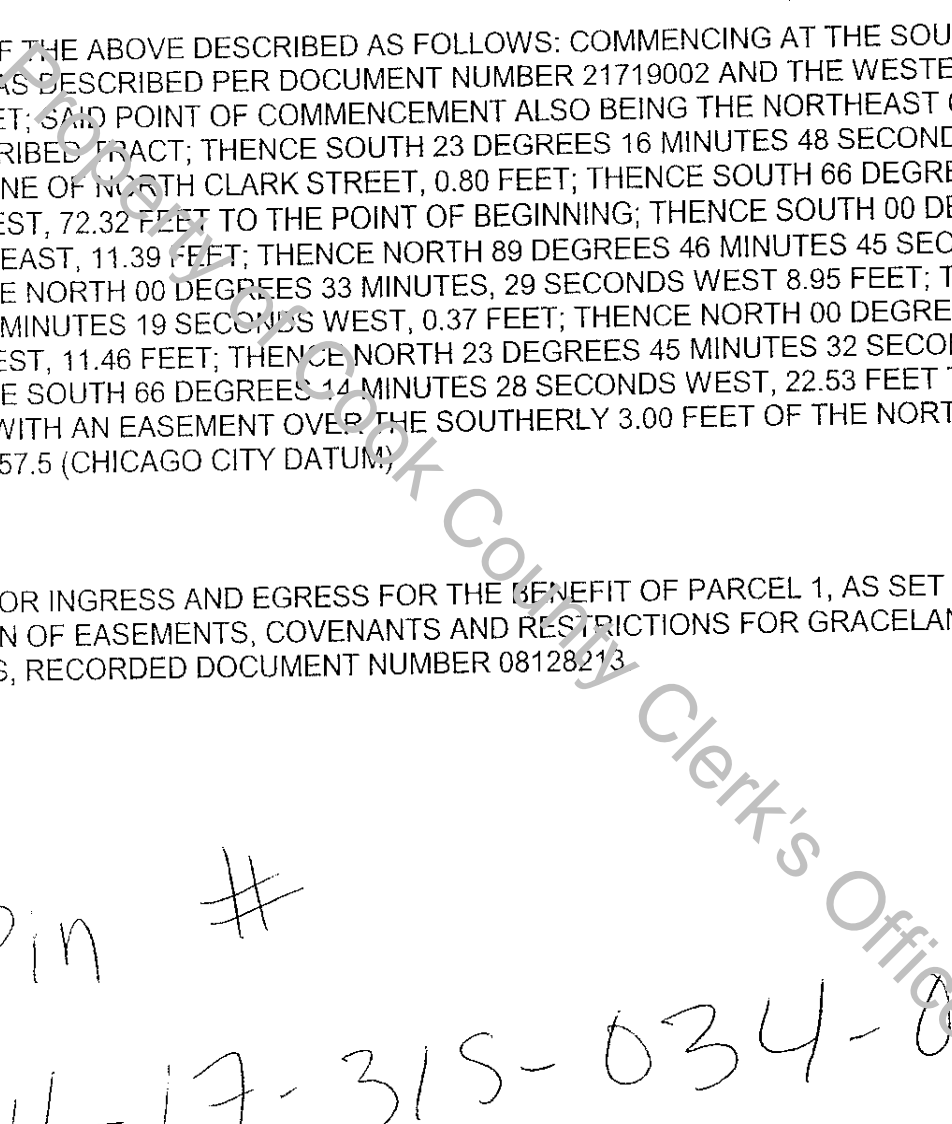 F THE ABOVE DESCRIBED AS FOLLOWS: COMMENCING AT THE SOU
AS DESCRIBED PER DOCUMENT NUMBER 21719002 AND THE WESTE
ET; SAID POINT OF COMMENCEMENT ALSO BEING THE NORTHEAST
RIBED TRACT; THENCE SOUTH 23 DEGREES 16 MINUTES 48 SECOND
NE OF NORTH CLARK STREET, 0.80 FEET; THENCE SOUTH 66 DEGRE
EST, 72.32 FEET TO THE POINT OF BEGINNING; THENCE SOUTH 00 DE
EAST, 11.39 FEET; THENCE NORTH 89 DEGREES 46 MINUTES 45 SEC
E NORTH 00 DEGREES 33 MINUTES, 29 SECONDS WEST 8.95 FEET; T
MINUTES 19 SECONDS WEST, 0.37 FEET; THENCE NORTH 00 DEGRE
EST, 11.46 FEET; THENCE NORTH 23 DEGREES 45 MINUTES 32 SECO
E SOUTH 66 DEGREES 14 MINUTES 28 SECONDS WEST, 22.53 FEET
WITH AN EASEMENT OVER THE SOUTHERLY 3.00 FEET OF THE NORT
57.5 (CHICAGO CITY DATUM)
OR INGRESS AND EGRESS FOR THE BENEFIT OF PARCEL 1, AS SET
N OF EASEMENTS, COVENANTS AND RESTRICTIONS FOR GRACELAN
S, RECORDED DOCUMENT NUMBER 08128213
Pin #
-17-315-034-0
Property of Cook County Clerk's Office